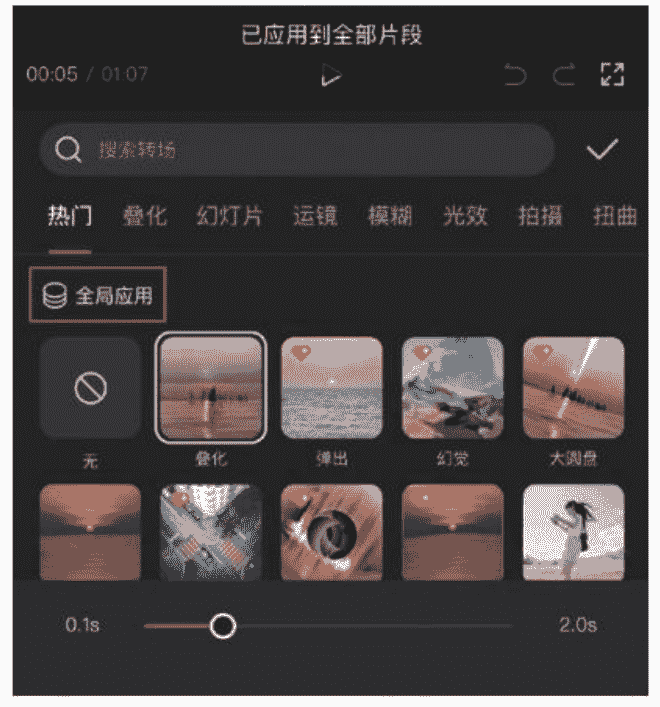 已应用到全部片段
00:05 / 01:07
搜索转场
热门 叠化 幻灯片 运镜 模糊 光效 拍摄 扭曲
全局应用
无 叠化 弹出 幻觉 大圆盘
0.1s 2.0s